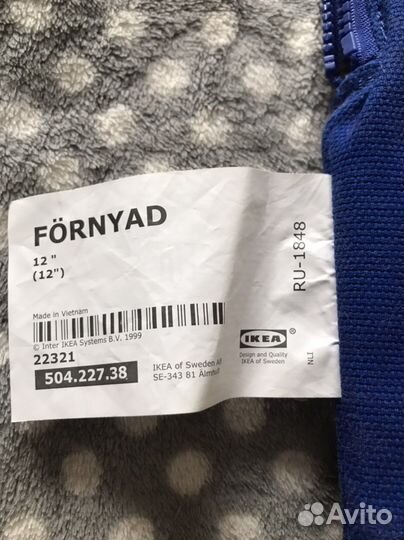 FÖRNYAD
12 "
(12")
Made in Vietnam
© Inter IKEA Systems B.V. 1999
22321
504.227.38
IKEA of Sweden AB
SE-343 81 Älmhult
IKEA
®
Design and Quality
IKEA of Sweden
RU-1848
NLI
Avito